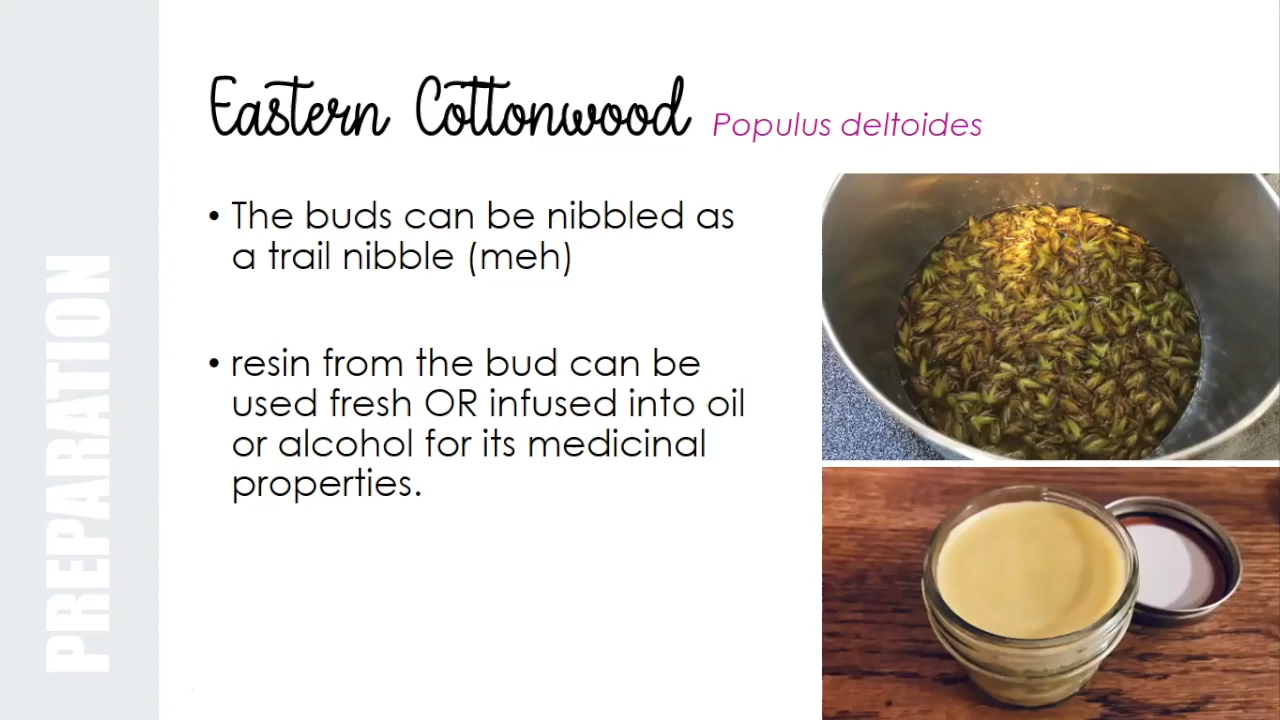 Eastern Cottonwood Populus deltoides
• The buds can be nibbled as
a trail nibble (meh)
• resin from the bud can be
used fresh OR infused into oil
or alcohol for its medicinal
properties.
PREPARATION